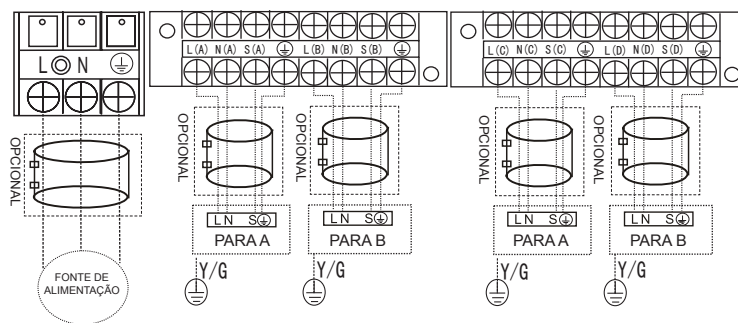 L N
L(A) N(A) S(A) L(B) N(B) S(B)
L(C) N(C) S(C) L(D) N(D) S(D)
OPCIONAL
OPCIONAL
OPCIONAL
OPCIONAL
OPCIONAL
L N S
L N S
L N S
L N S
PARA A
PARA B
PARA A
PARA B
Y/G
Y/G
Y/G
Y/G
FONTE DE
ALIMENTAÇÃO